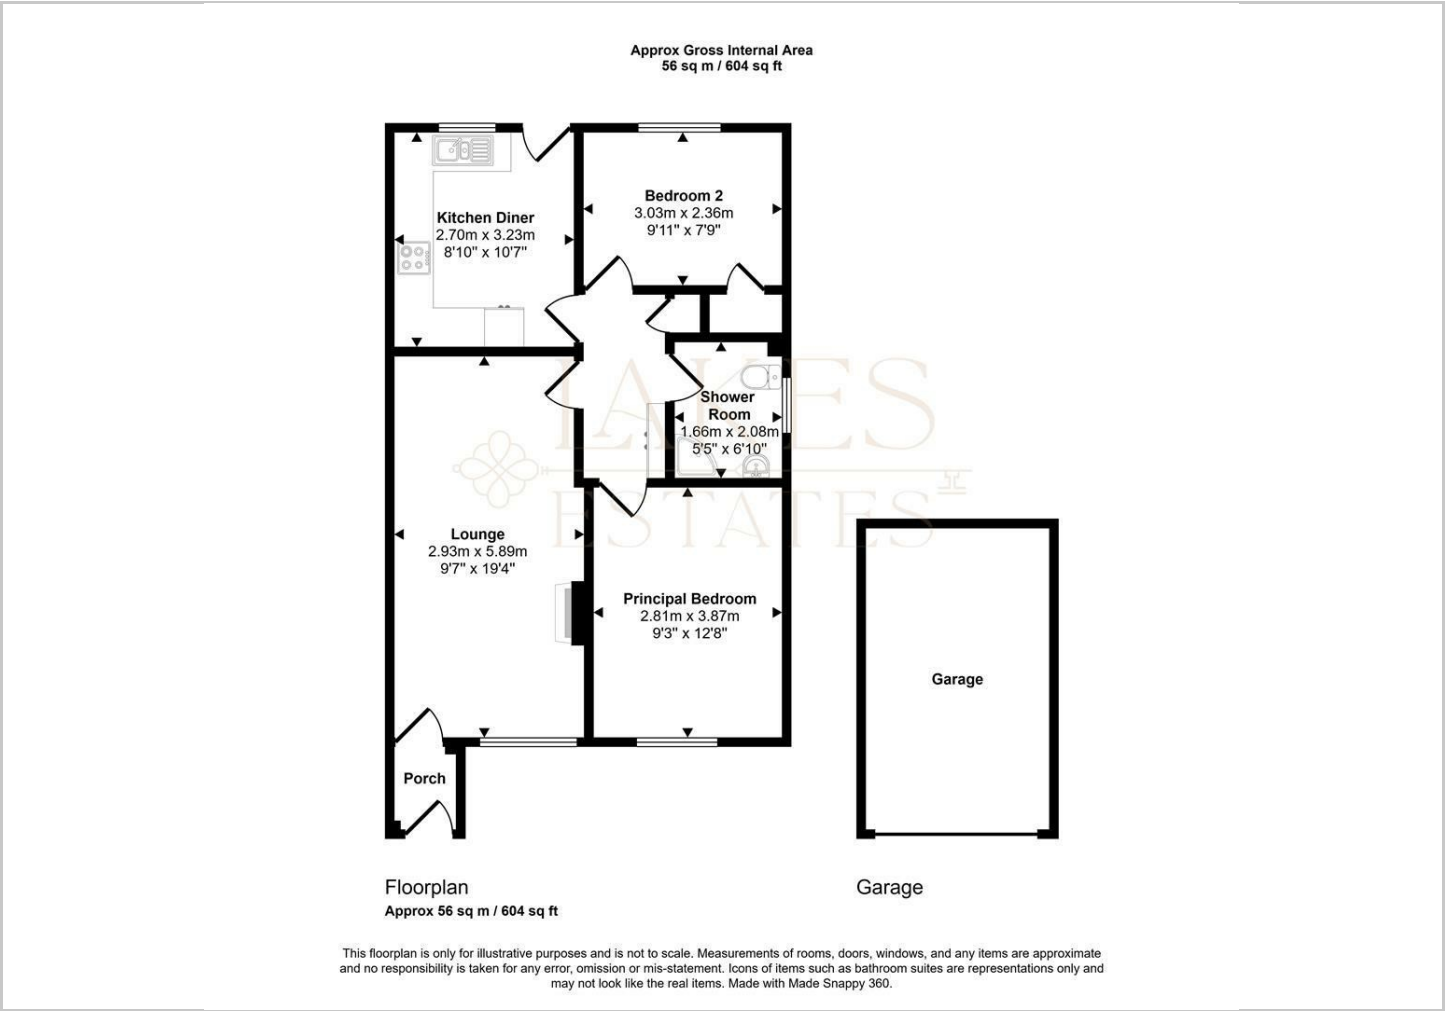 Approx Gross Internal Area
56 sq m / 604 sq ft
Kitchen Diner
2.70m x 3.23m
8'10" x 10'7"
Bedroom 2
3.03m x 2.36m
9'11" x 7'9"
LAKES
ESTATES
Shower
Room
1.66m x 2.08m
5'5" x 6'10"
Lounge
2.93m x 5.89m
9'7" x 19'4"
Principal Bedroom
2.81m x 3.87m
9'3" x 12'8"
Garage
Porch
Floorplan
Approx 56 sq m / 604 sq ft
Garage
This floorplan is only for illustrative purposes and is not to scale. Measurements of rooms, doors, windows, and any items are approximate
and no responsibility is taken for any error, omission or mis-statement. Icons of items such as bathroom suites are representations only and
may not look like the real items. Made with Made Snappy 360.